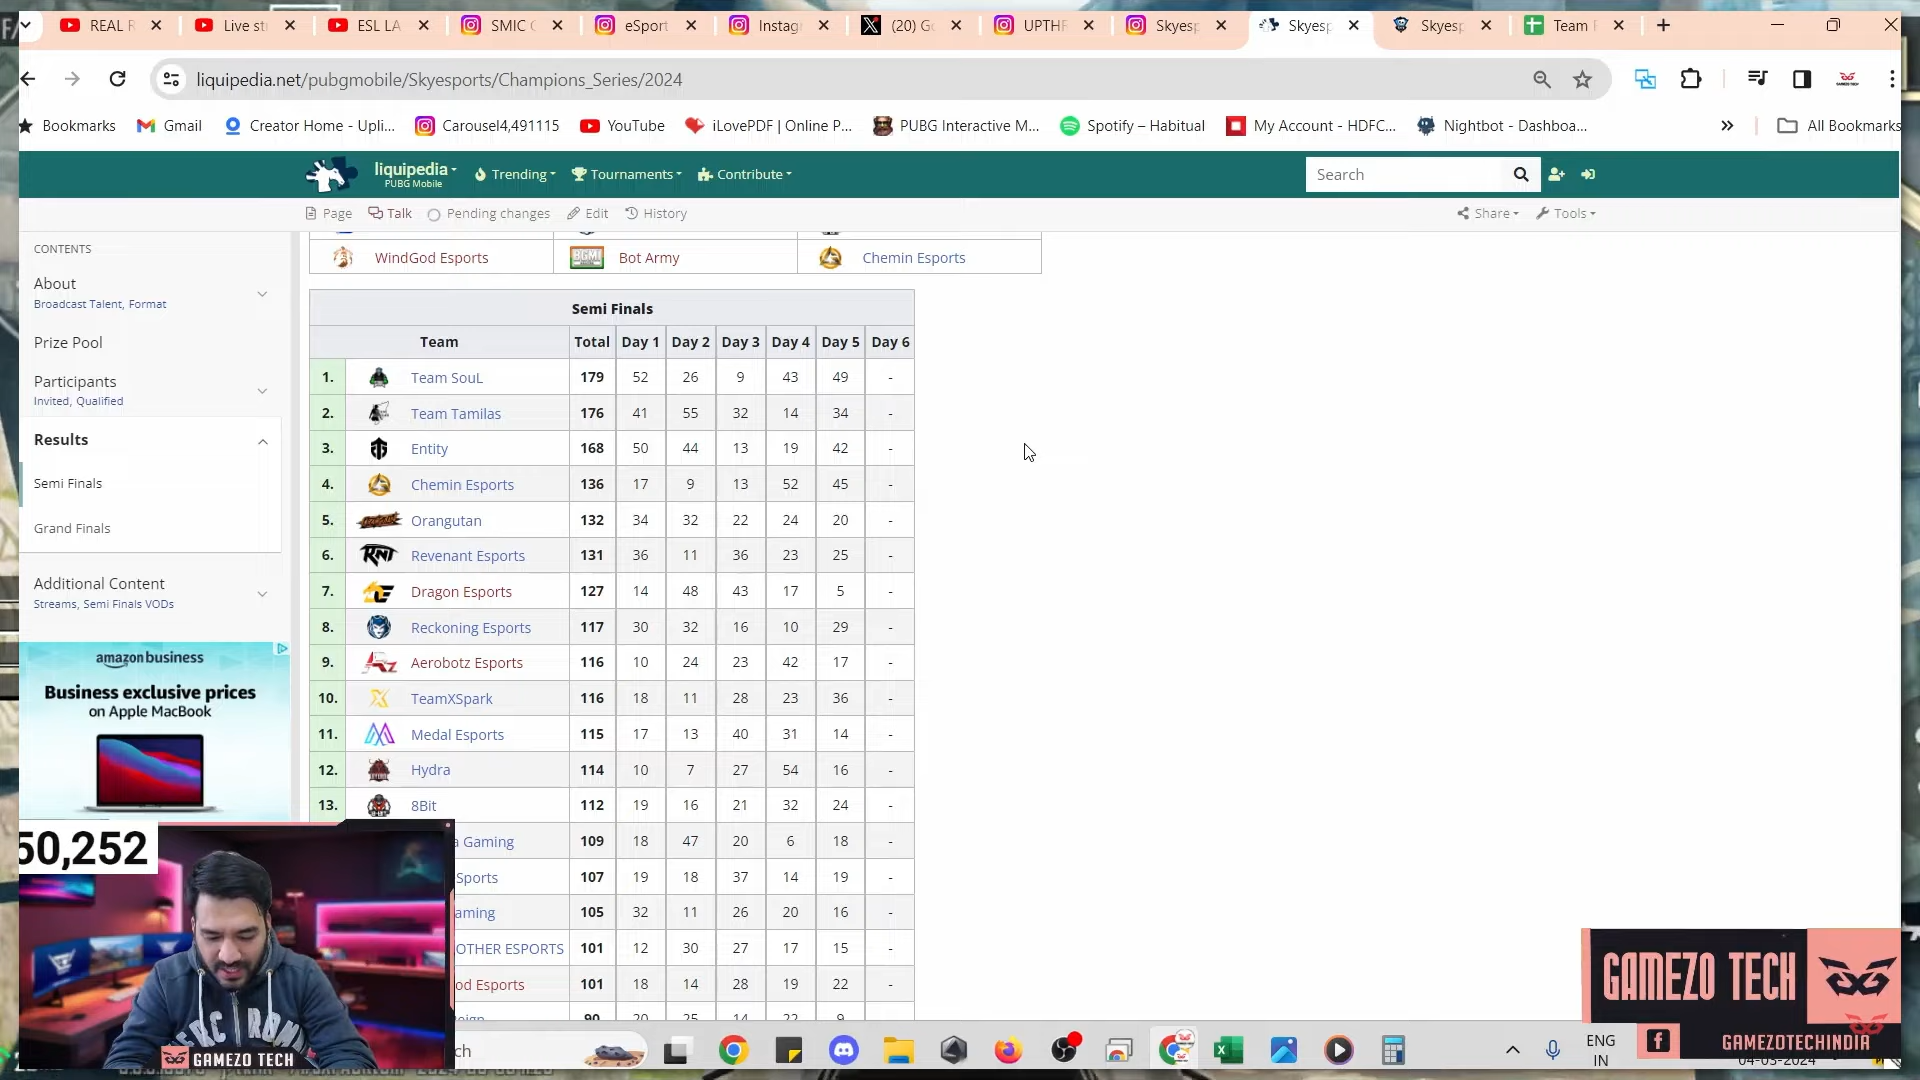 REAL R
Live st
ESL LA
SMIC
eSport
Instag
(20) G
UPTHR
Skyesp
Skyesp
Skyesp
Team
liquipedia.net/pubgmobile/Skyesports/Champions_Series/2024
Bookmarks
Gmail
Creator Home - Upli...
Carousel4,491115
YouTube
iLovePDF | Online P...
PUBG Interactive M...
Spotify – Habitual
My Account - HDFC...
Nightbot - Dashboa...
All Bookmarks
liquipedia
PUBG Mobile
Trending
Tournaments
Contribute
Search
Page
Talk
Pending changes
Edit
History
Share
Tools
CONTENTS
About
Broadcast Talent, Format
Prize Pool
Participants
Invited, Qualified
Results
Semi Finals
Grand Finals
Additional Content
Streams, Semi Finals VODs
amazon business
Business exclusive prices
on Apple MacBook
WindGod Esports Bot Army Chemin Esports
Semi Finals
Team Total Day 1 Day 2 Day 3 Day 4 Day 5 Day 6
1. Team SouL 179 52 26 9 43 49 -
2. Team Tamilas 176 41 55 32 14 34 -
3. Entity 168 50 44 13 19 42 -
4. Chemin Esports 136 17 9 13 52 45 -
5. Orangutan 132 34 32 22 24 20 -
6. Revenant Esports 131 36 11 36 23 25 -
7. Dragon Esports 127 14 48 43 17 5 -
8. Reckoning Esports 117 30 32 16 10 29 -
9. Aerobotz Esports 116 10 24 23 42 17 -
10. TeamXSpark 116 18 11 28 23 36 -
11. Medal Esports 115 17 13 40 31 14 -
12. Hydra 114 10 7 27 54 16 -
13. 8Bit 112 19 16 21 32 24 -
a Gaming 109 18 47 20 6 18 -
Sports 107 19 18 37 14 19 -
aming 105 32 11 26 20 16 -
OTHER ESPORTS 101 12 30 27 17 15 -
od Esports 101 18 14 28 19 22 -
eign 90 20 25 14 22 9 -
50,252
GAMEZO TECH
ch
GAMEZO TECH
GAMEZOTECHINDIA
ENG
IN
04-03-2024